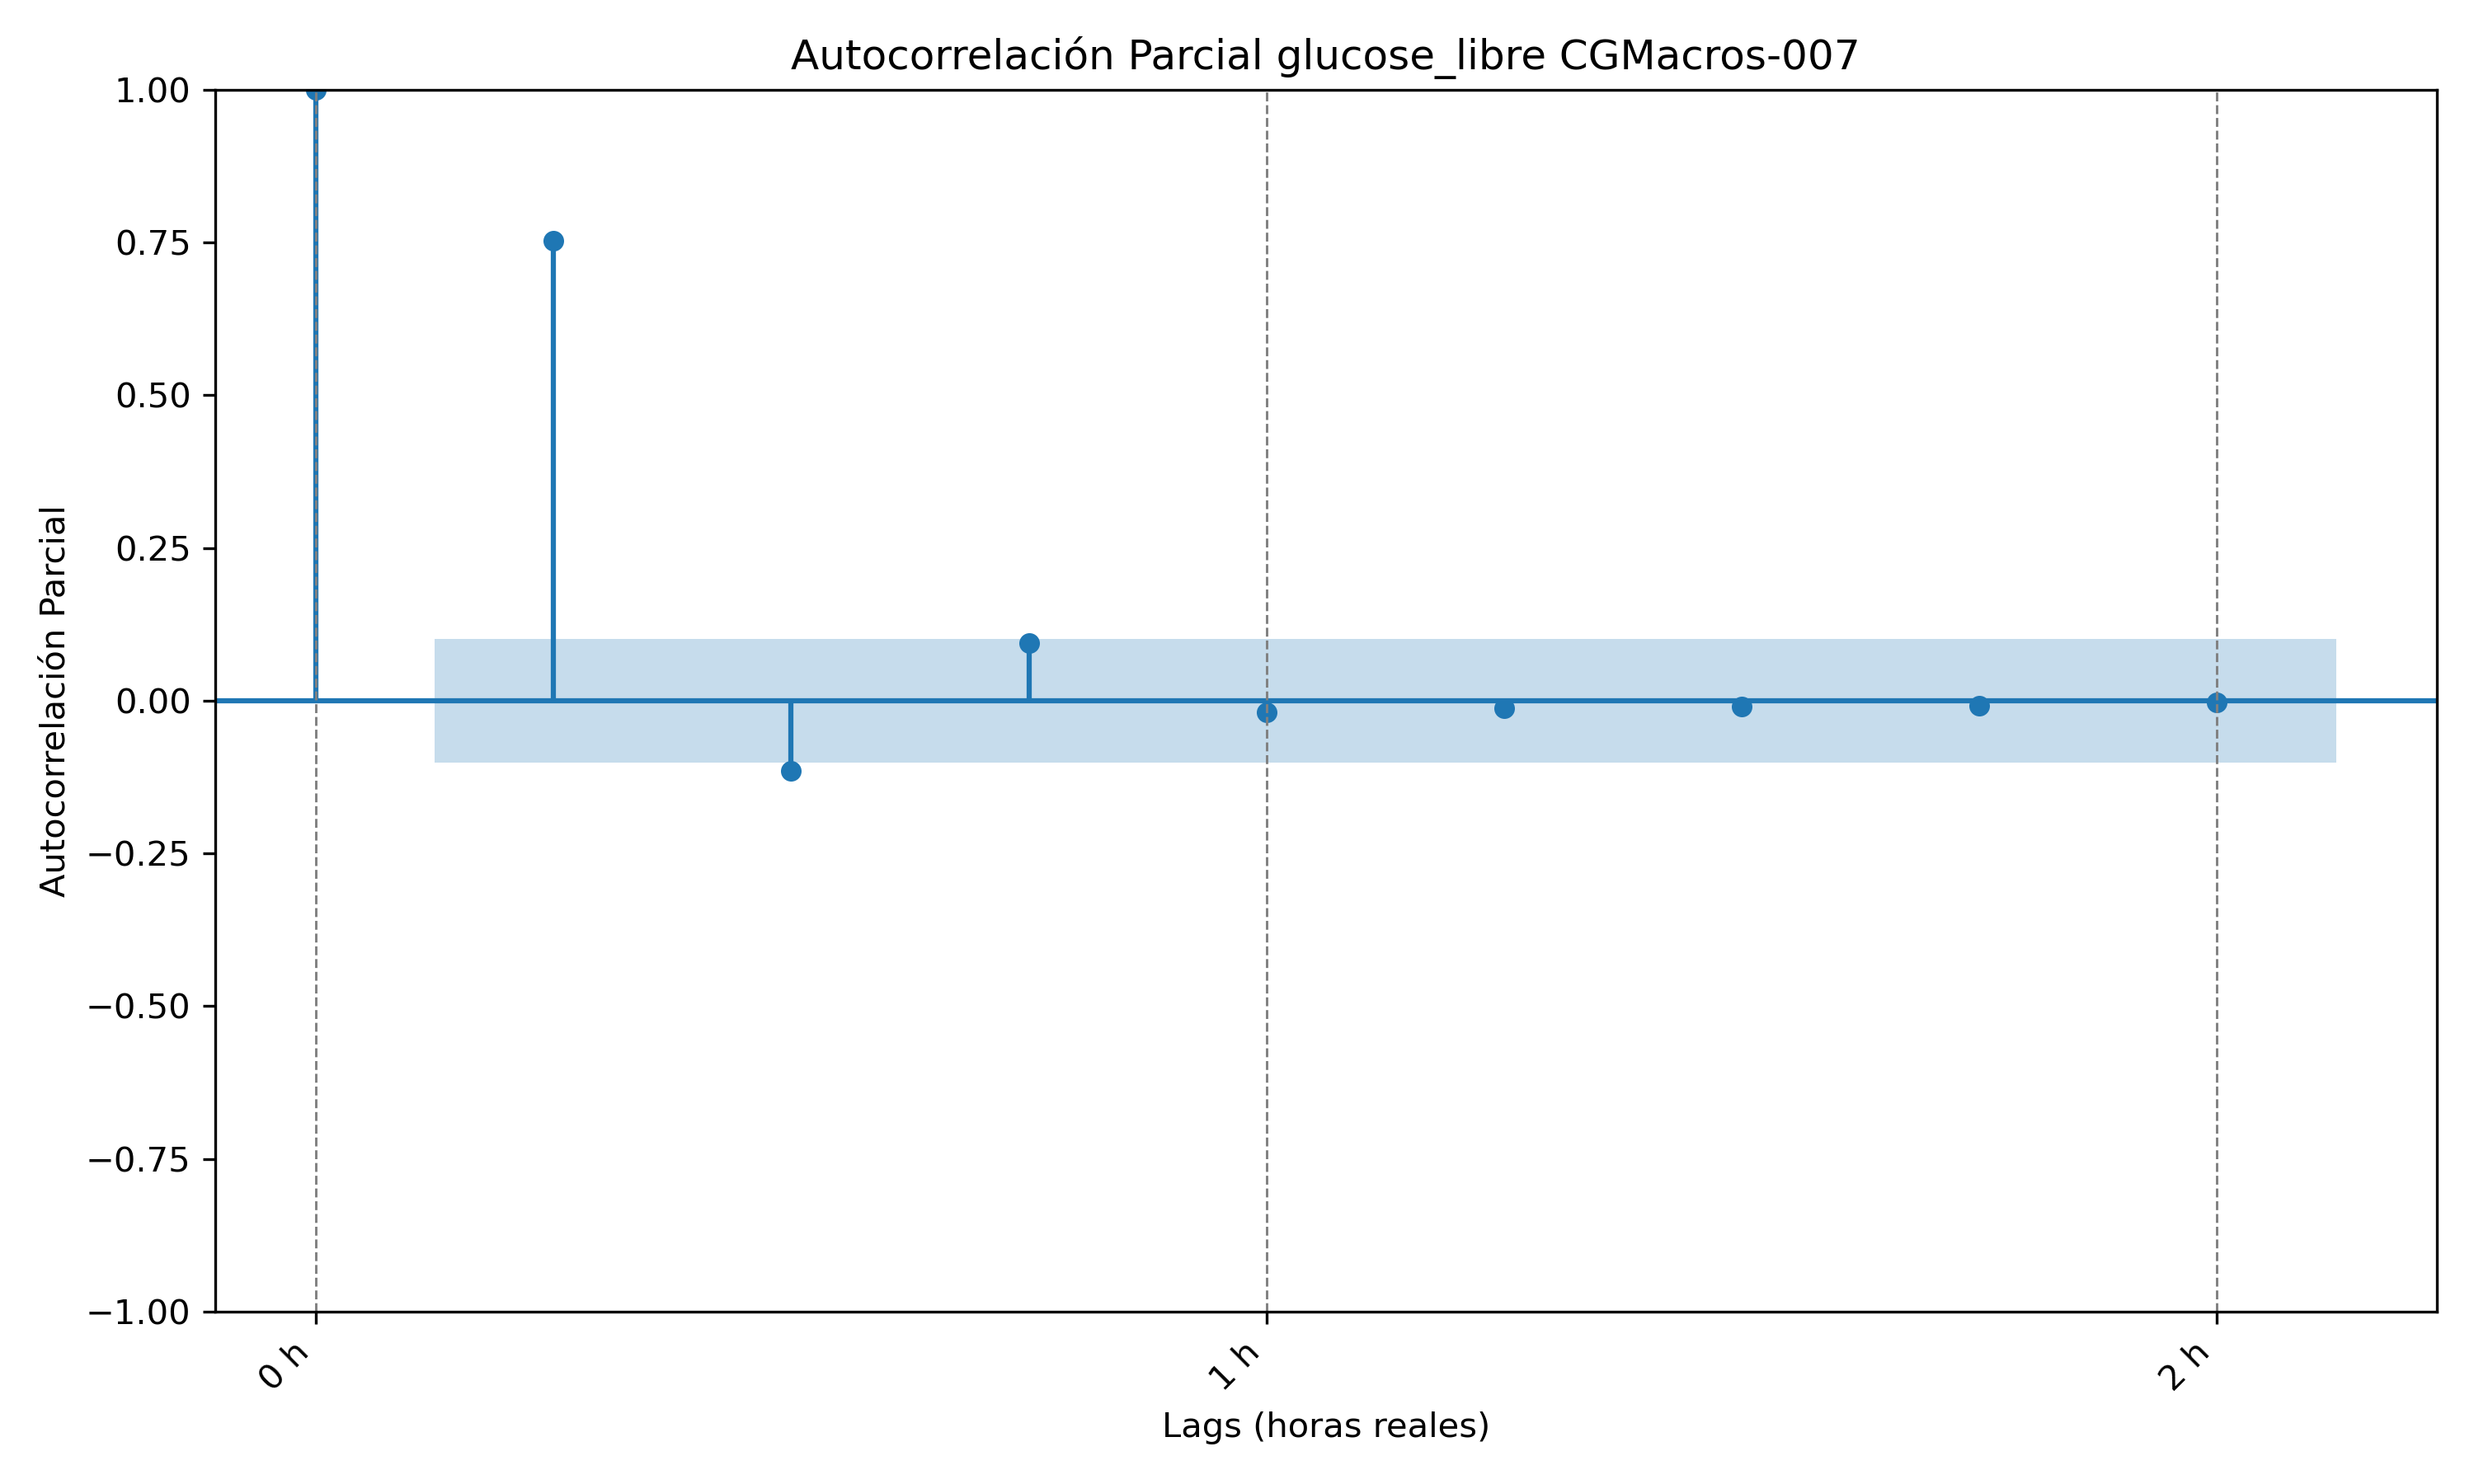 Autocorrelación Parcial glucose_libre CGMacros-007
Autocorrelación Parcial
1.00
0.75
0.50
0.25
0.00
−0.25
−0.50
−0.75
−1.00
0 h
1 h
2 h
Lags (horas reales)